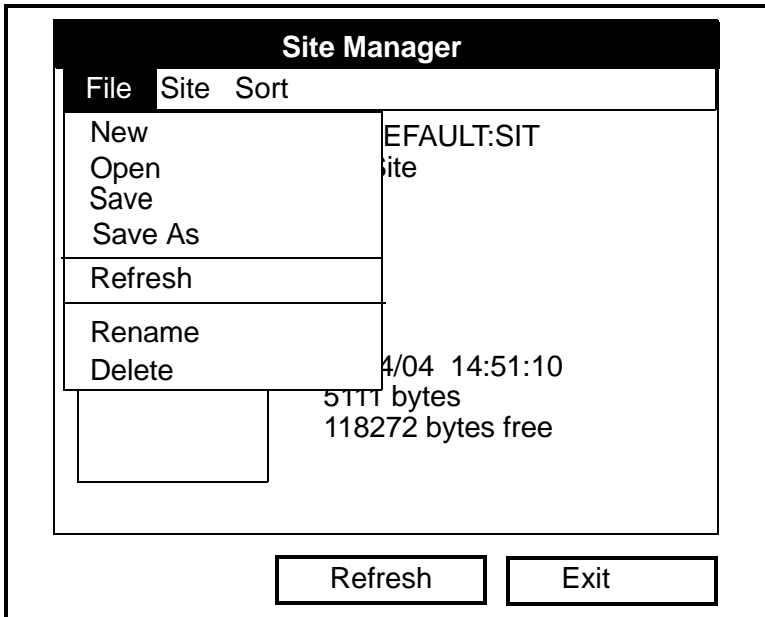 Site Manager
File Site Sort
New
Open
Save
Save As
Refresh
Rename
Delete
EFAULT:SIT
ite
4/04 14:51:10
5111 bytes
118272 bytes free
Refresh
Exit